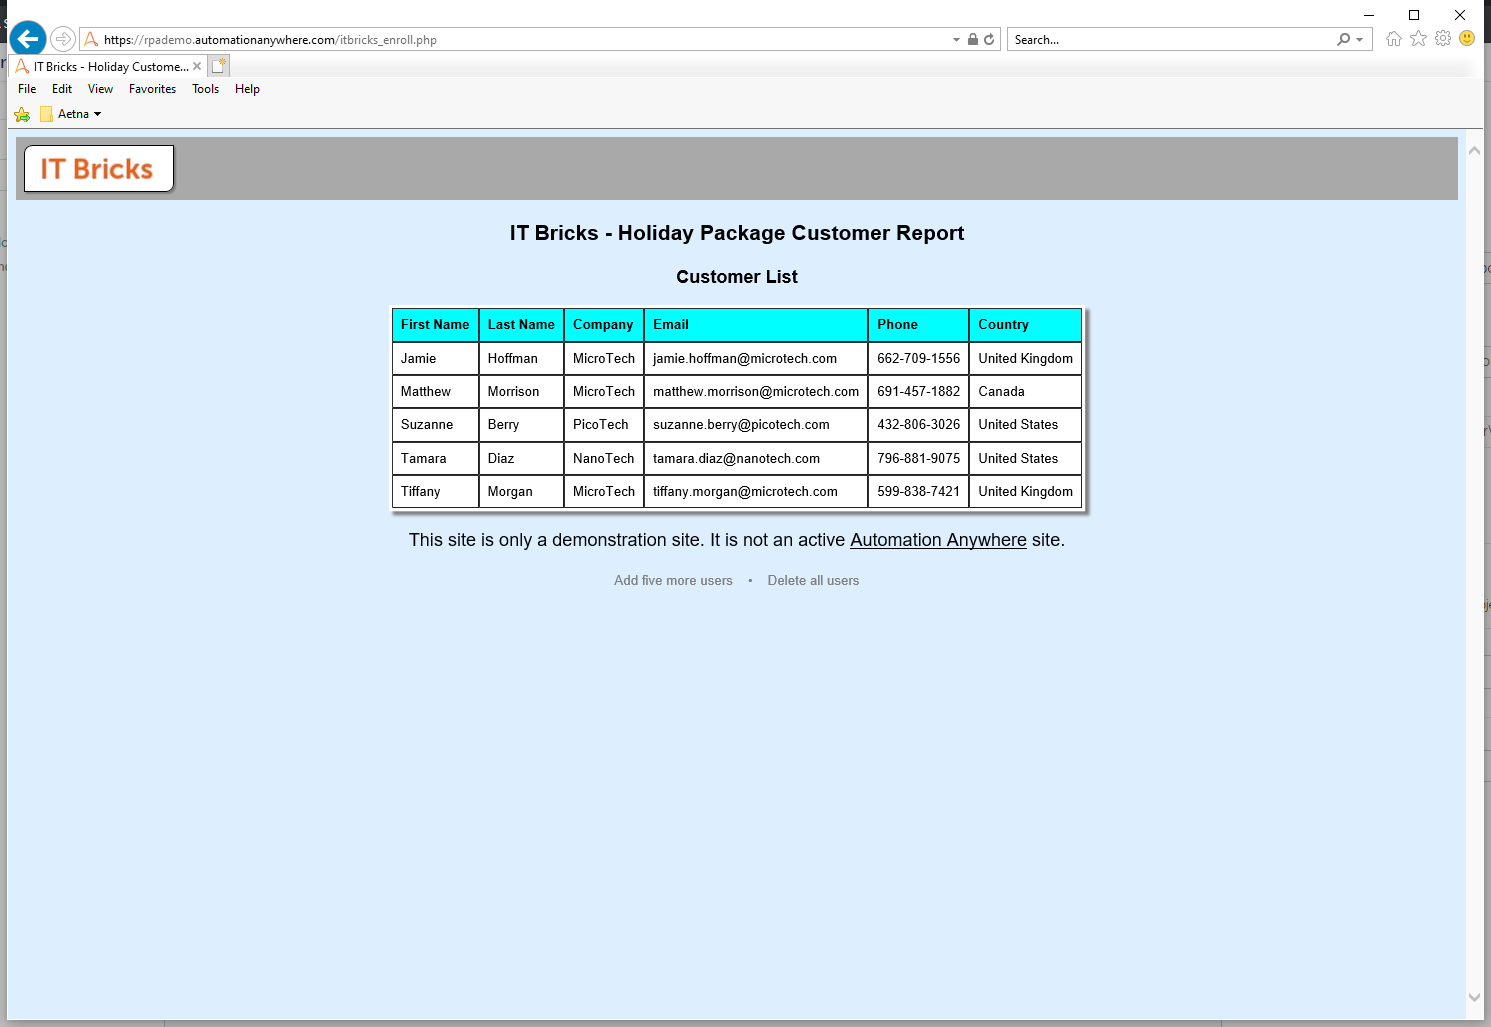 https://rpademo.automationanywhere.com/itbricks_enroll.php
Search...
IT Bricks - Holiday Custome...
File Edit View Favorites Tools Help
Aetna
IT Bricks
IT Bricks - Holiday Package Customer Report
Customer List
First Name Last Name Company Email Phone Country
Jamie Hoffman MicroTech jamie.hoffman@microtech.com 662-709-1556 United Kingdom
Matthew Morrison MicroTech matthew.morrison@microtech.com 691-457-1882 Canada
Suzanne Berry PicoTech suzanne.berry@picotech.com 432-806-3026 United States
Tamara Diaz NanoTech tamara.diaz@nanotech.com 796-881-9075 United States
Tiffany Morgan MicroTech tiffany.morgan@microtech.com 599-838-7421 United Kingdom
This site is only a demonstration site. It is not an active Automation Anywhere site.
Add five more users • Delete all users